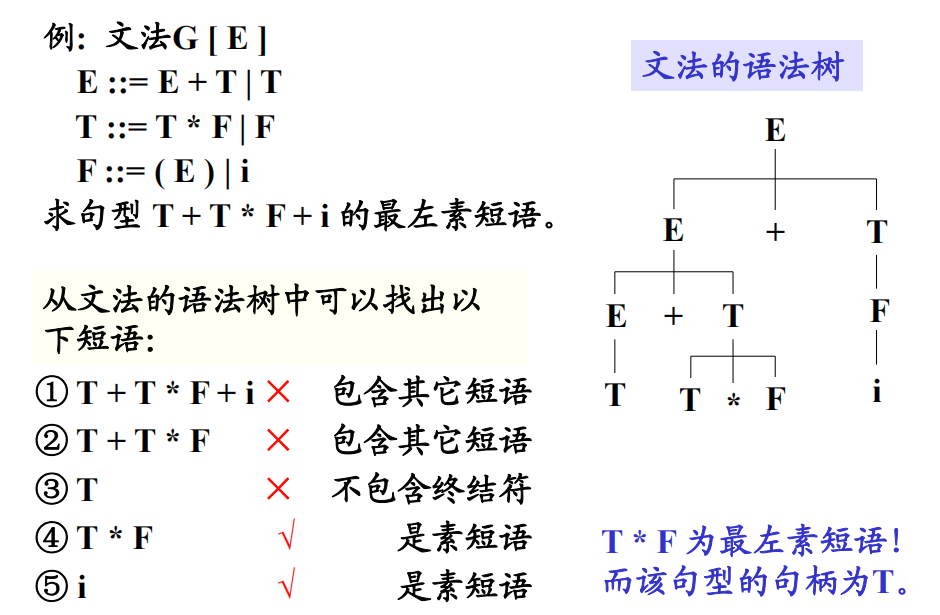 例: 文法G [ E ]
E ::= E + T | T
T ::= T * F | F
F ::= ( E ) | i
求句型 T + T * F + i 的最左素短语。
从文法的语法树中可以找出以
下短语:
① T + T * F + i × 包含其它短语
② T + T * F × 包含其它短语
③ T × 不包含终结符
④ T * F √ 是素短语
⑤ i √ 是素短语
文法的语法树
E
E + T
E + T F
T T * F i
T * F 为最左素短语!
而该句型的句柄为T。